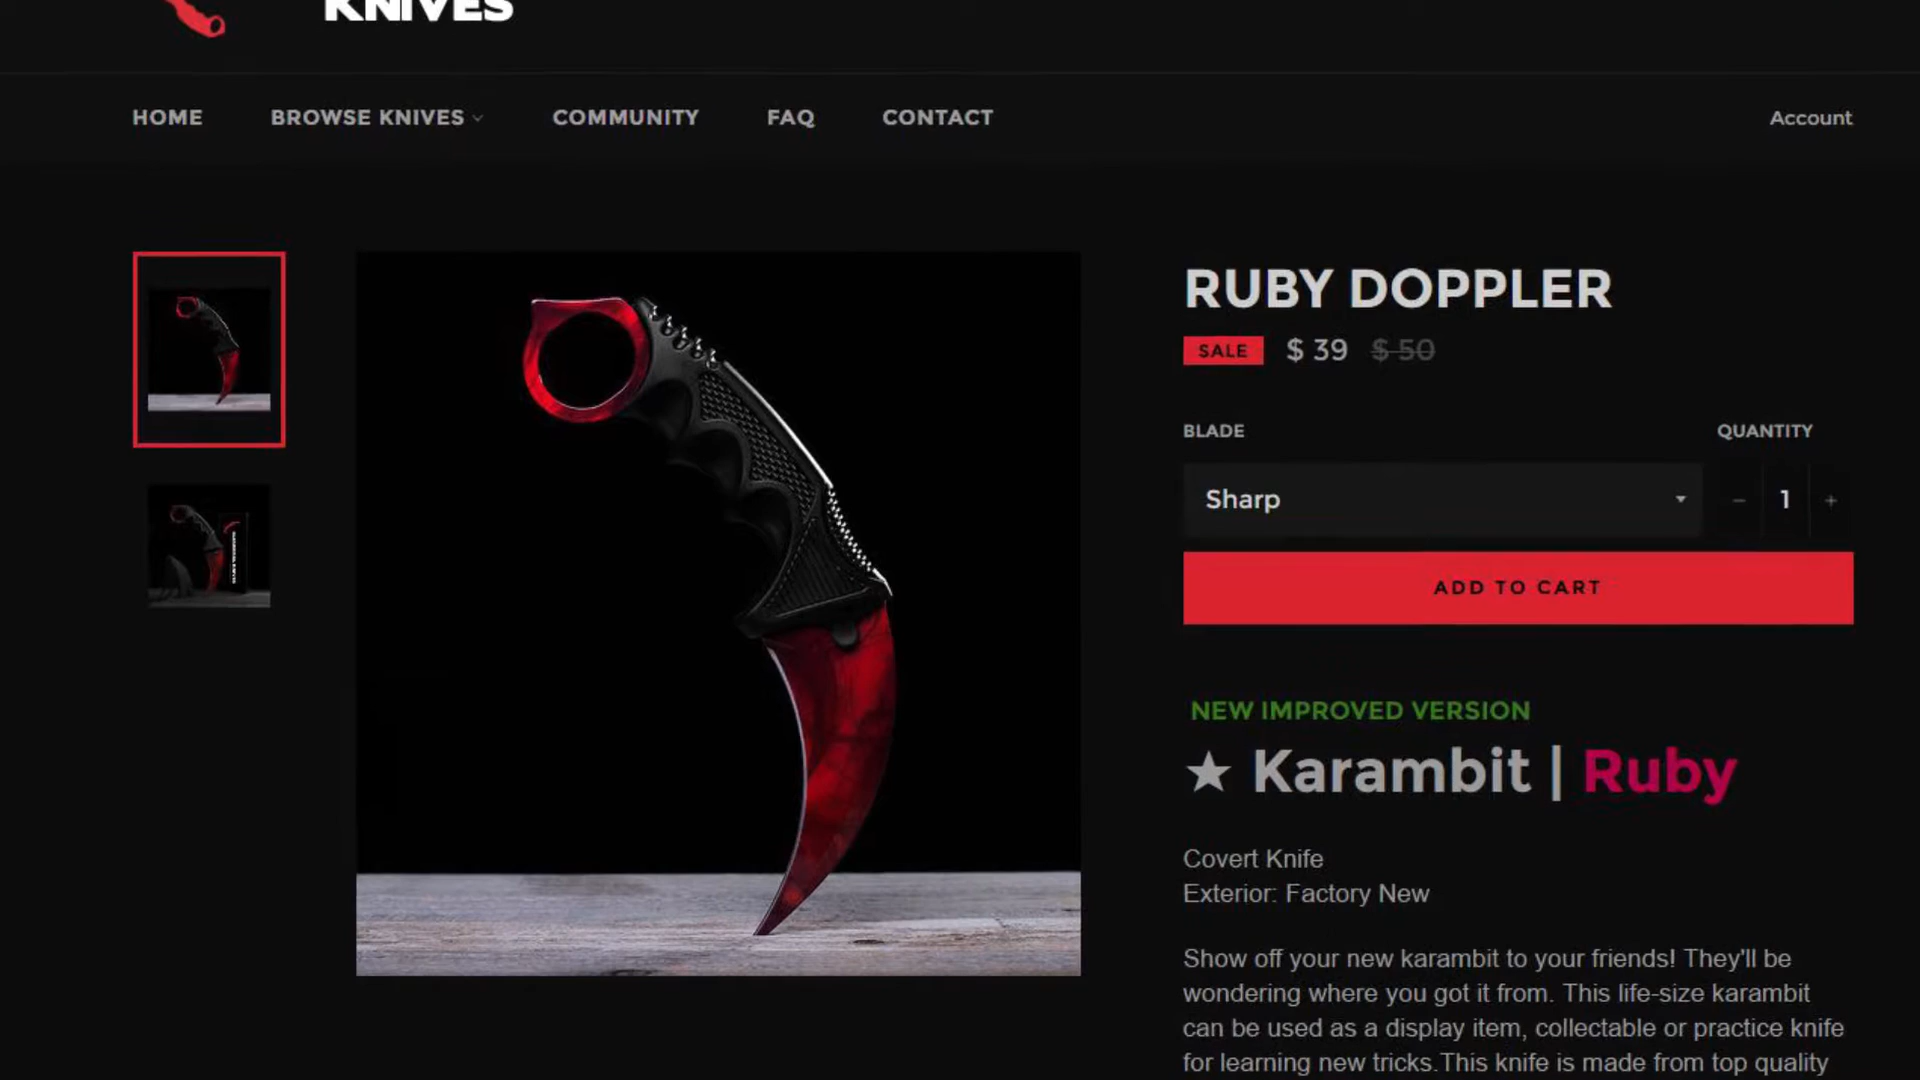 KNIVES
HOME
BROWSE KNIVES
COMMUNITY
FAQ
CONTACT
Account
RUBY DOPPLER
SALE
$ 39
$ 50
BLADE
QUANTITY
Sharp
− 1 +
ADD TO CART
NEW IMPROVED VERSION
★ Karambit | Ruby
Covert Knife
Exterior: Factory New
Show off your new karambit to your friends! They'll be
wondering where you got it from. This life-size karambit
can be used as a display item, collectable or practice knife
for learning new tricks.This knife is made from top quality